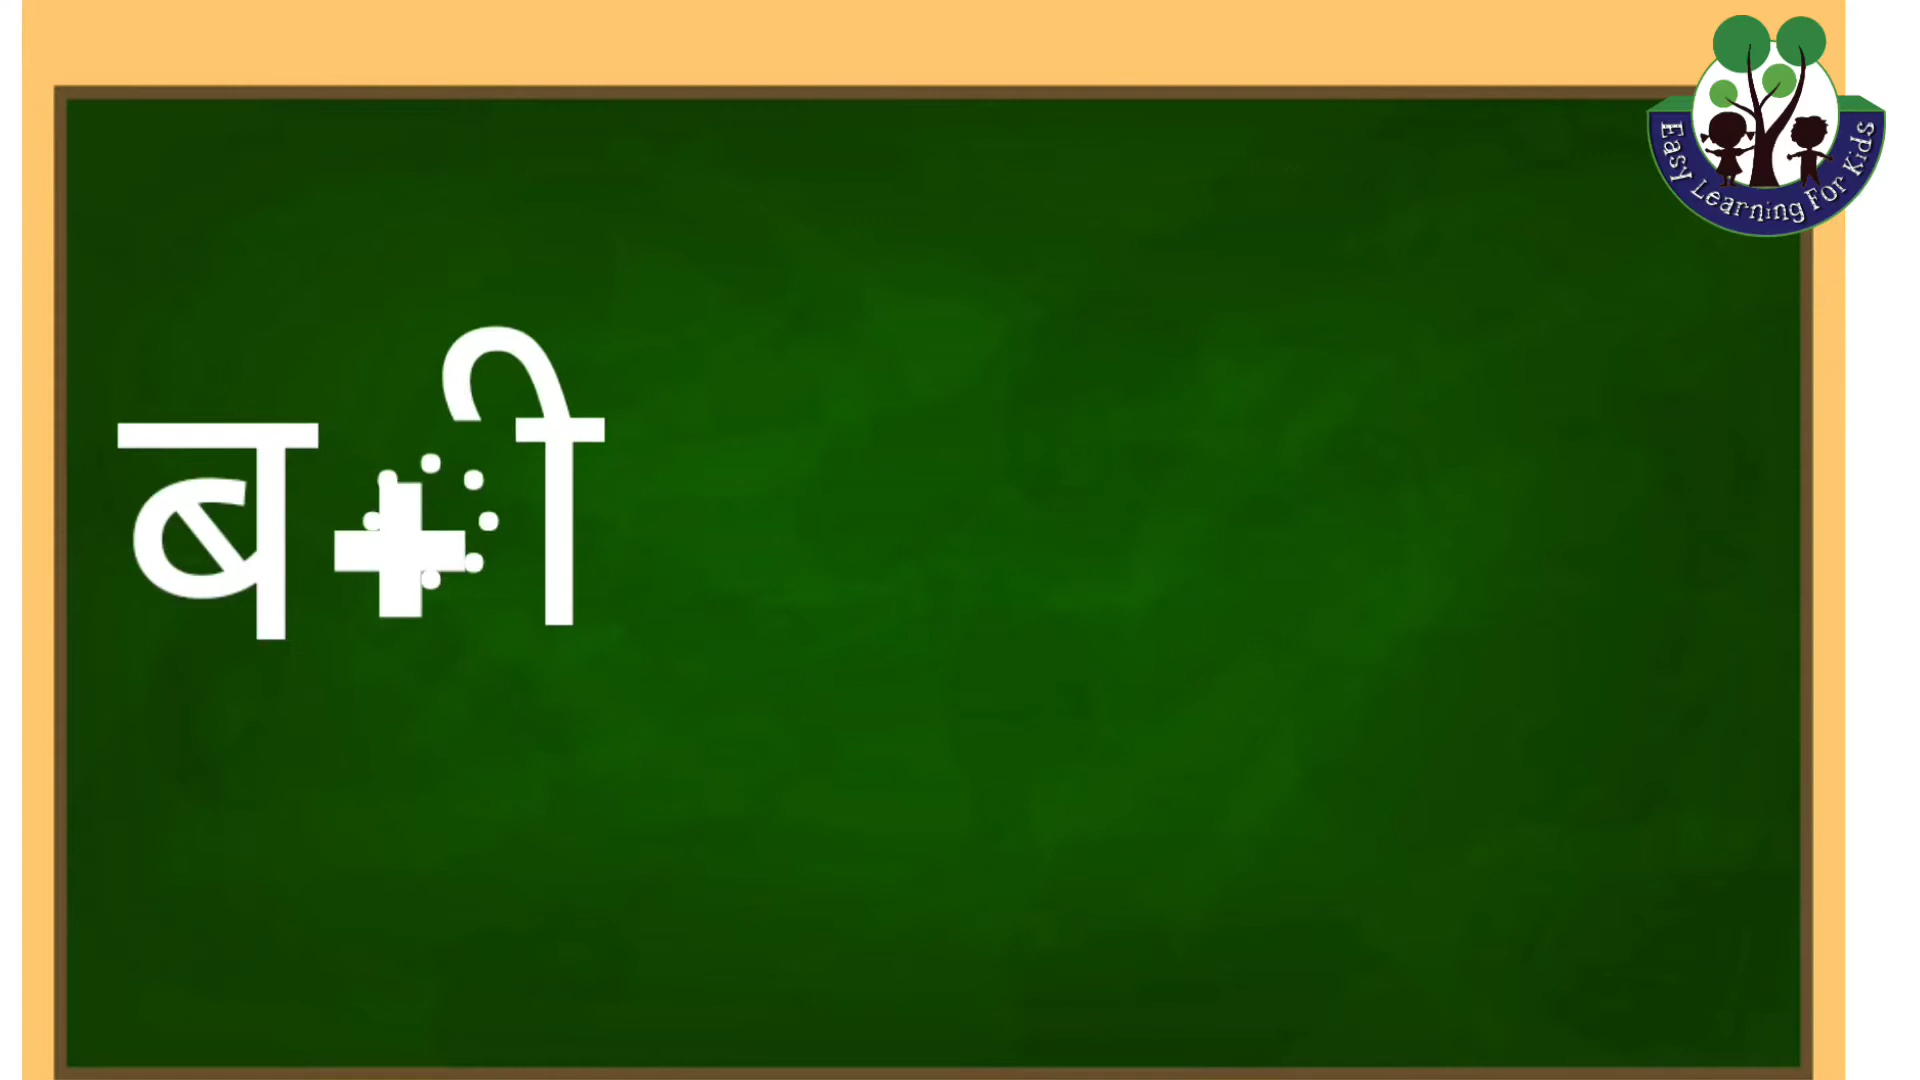 ब + ी
Easy Learning For Kids